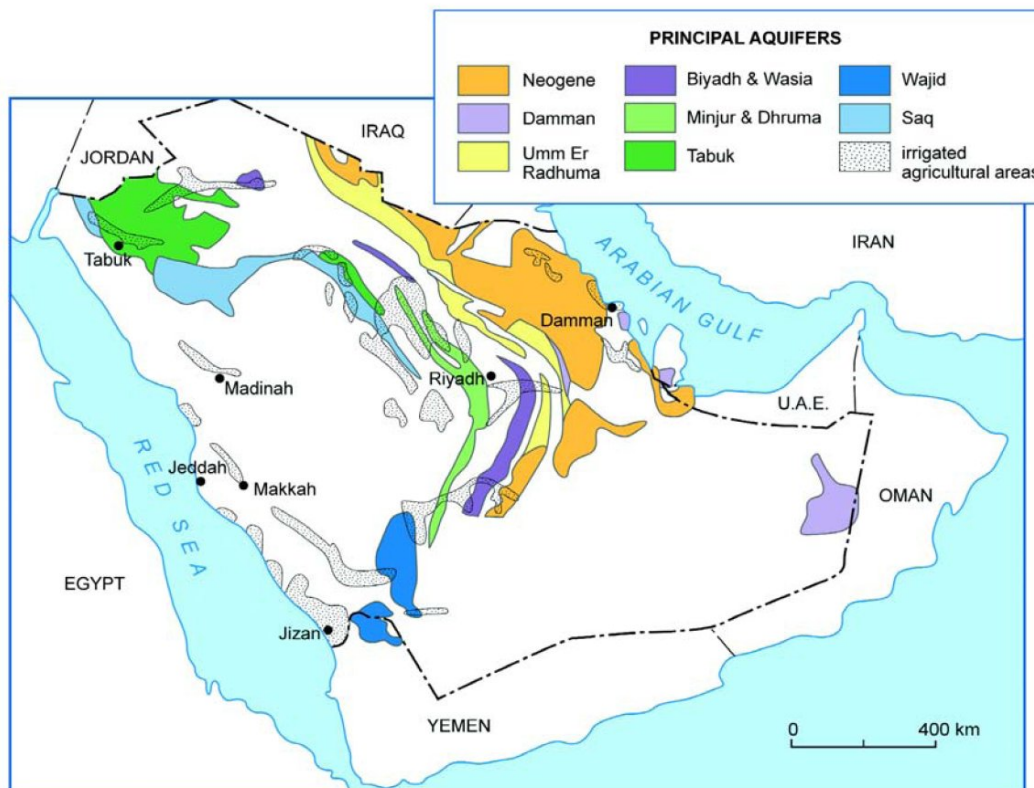 PRINCIPAL AQUIFERS
Neogene
Damman
Umm Er
Radhuma
Biyadh & Wasia
Minjur & Dhruma
Tabuk
Wajid
Saq
irrigated
agricultural areas
JORDAN
IRAQ
IRAN
Tabuk
ARABIAN GULF
Damman
Riyadh
Madinah
U.A.E.
Jeddah
Makkah
RED SEA
OMAN
EGYPT
Jizan
YEMEN
0 400 km